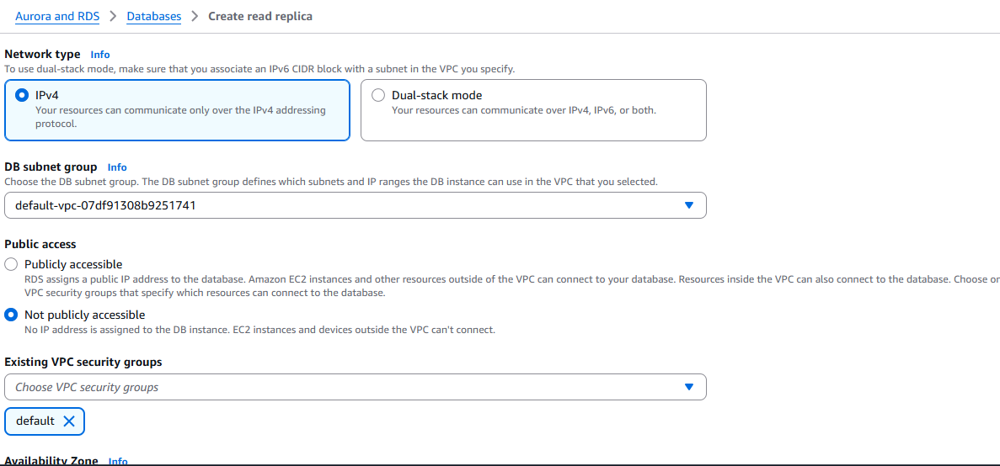 Aurora and RDS > Databases > Create read replica
Network type Info
To use dual-stack mode, make sure that you associate an IPv6 CIDR block with a subnet in the VPC you specify.
IPv4
Your resources can communicate only over the IPv4 addressing
protocol.
Dual-stack mode
Your resources can communicate over IPv4, IPv6, or both.
DB subnet group Info
Choose the DB subnet group. The DB subnet group defines which subnets and IP ranges the DB instance can use in the VPC that you selected.
default-vpc-07df91308b9251741
Public access
Publicly accessible
RDS assigns a public IP address to the database. Amazon EC2 instances and other resources outside of the VPC can connect to your database. Resources inside the VPC can also connect to the database. Choose or
VPC security groups that specify which resources can connect to the database.
Not publicly accessible
No IP address is assigned to the DB instance. EC2 instances and devices outside the VPC can't connect.
Existing VPC security groups
Choose VPC security groups
default
Availability Zone Info